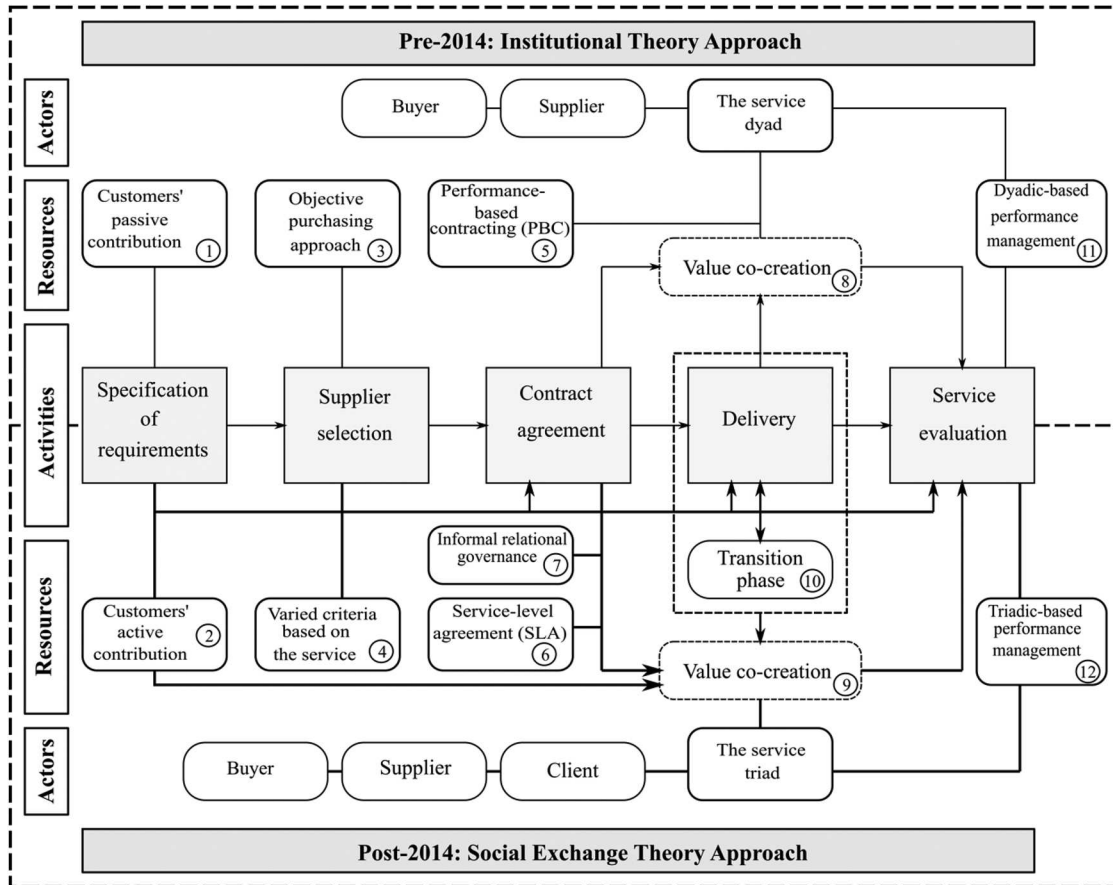 Pre-2014: Institutional Theory Approach
Actors
Buyer
Supplier
The service
dyad
Resources
Customers'
passive
contribution
1
Objective
purchasing
approach
3
Performance-
based
contracting (PBC)
5
Value co-creation
8
Dyadic-based
performance
management
11
Activities
Specification
of
requirements
Supplier
selection
Contract
agreement
Delivery
Service
evaluation
Resources
Informal relational
governance
7
Transition
phase
10
Customers'
active
contribution
2
Varied criteria
based on
the service
4
Service-level
agreement (SLA)
6
Value co-creation
9
Triadic-based
performance
management
12
Actors
Buyer
Supplier
Client
The service
triad
Post-2014: Social Exchange Theory Approach